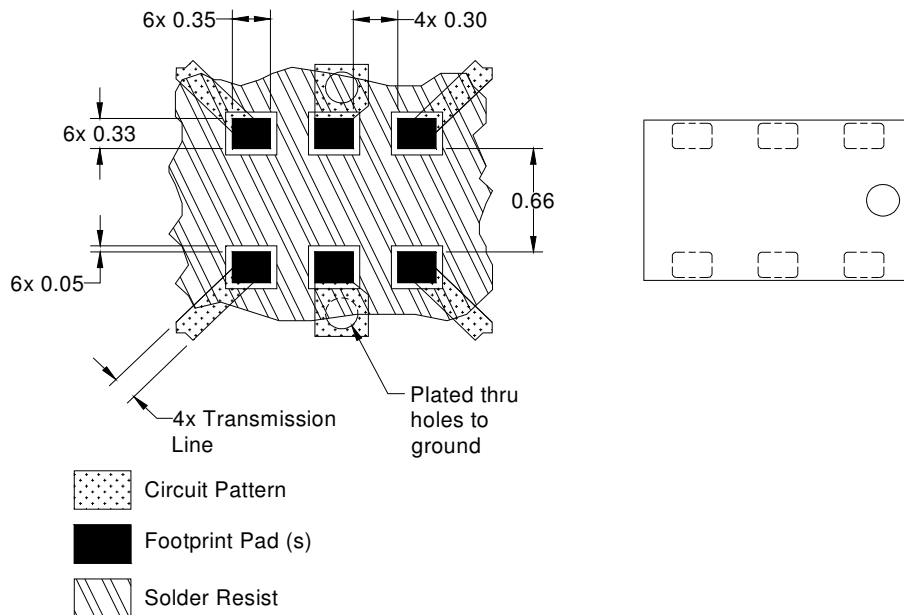 6x 0.35
4x 0.30
6x 0.33
0.66
6x 0.05
4x Transmission
Line
Plated thru
holes to
ground
Circuit Pattern
Footprint Pad (s)
Solder Resist